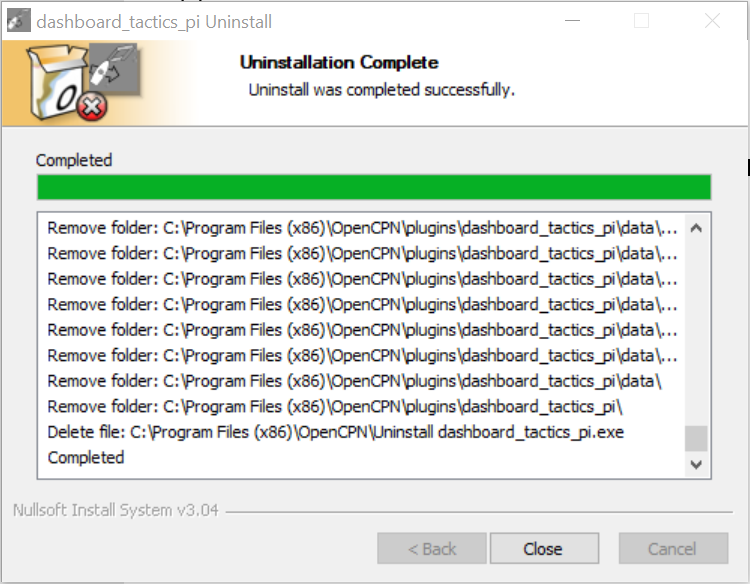 dashboard_tactics_pi Uninstall
Uninstallation Complete
Uninstall was completed successfully.
Completed
Remove folder: C:\Program Files (x86)\OpenCPN\plugins\dashboard_tactics_pi\data\...
Remove folder: C:\Program Files (x86)\OpenCPN\plugins\dashboard_tactics_pi\data\...
Remove folder: C:\Program Files (x86)\OpenCPN\plugins\dashboard_tactics_pi\data\...
Remove folder: C:\Program Files (x86)\OpenCPN\plugins\dashboard_tactics_pi\data\...
Remove folder: C:\Program Files (x86)\OpenCPN\plugins\dashboard_tactics_pi\data\...
Remove folder: C:\Program Files (x86)\OpenCPN\plugins\dashboard_tactics_pi\data\...
Remove folder: C:\Program Files (x86)\OpenCPN\plugins\dashboard_tactics_pi\data\
Remove folder: C:\Program Files (x86)\OpenCPN\plugins\dashboard_tactics_pi\
Delete file: C:\Program Files (x86)\OpenCPN\Uninstall dashboard_tactics_pi.exe
Completed
Nullsoft Install System v3.04
< Back Close Cancel